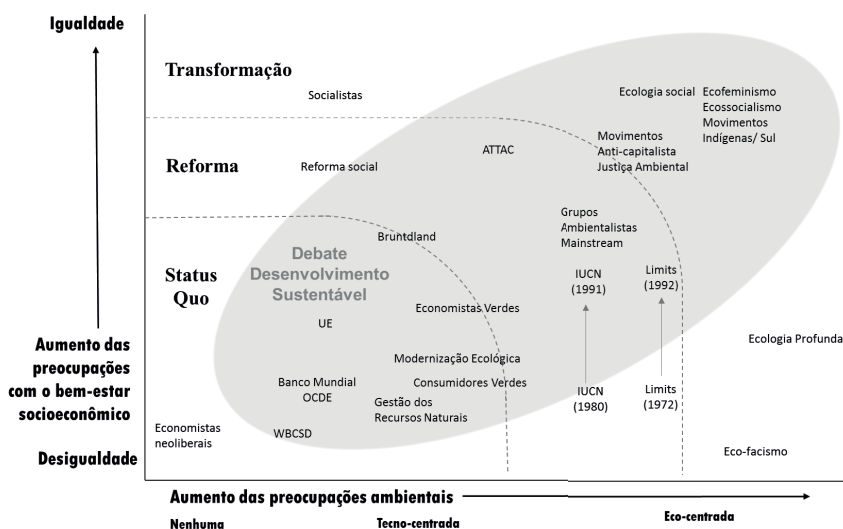 Igualdade
Transformação
Socialistas
Ecologia social
Ecofeminismo
Ecossocialismo
Movimentos
Indígenas/ Sul
Reforma
Reforma social
ATTAC
Movimentos
Anti-capitalista
Justiça Ambiental
Grupos
Ambientalistas
Mainstream
Bruntdland
Debate
Desenvolvimento
Sustentável
Status
Quo
IUCN
(1991)
Limits
(1992)
Economistas Verdes
UE
Ecologia Profunda
Aumento das
preocupações
com o bem-estar
socioeconômico
Modernização Ecológica
Banco Mundial
OCDE
Consumidores Verdes
Gestão dos
Recursos Naturais
IUCN
(1980)
Limits
(1972)
Economistas
neoliberais
WBCSD
Eco-facismo
Desigualdade
Aumento das preocupações ambientais
Nenhuma
Tecno-centrada
Eco-centrada